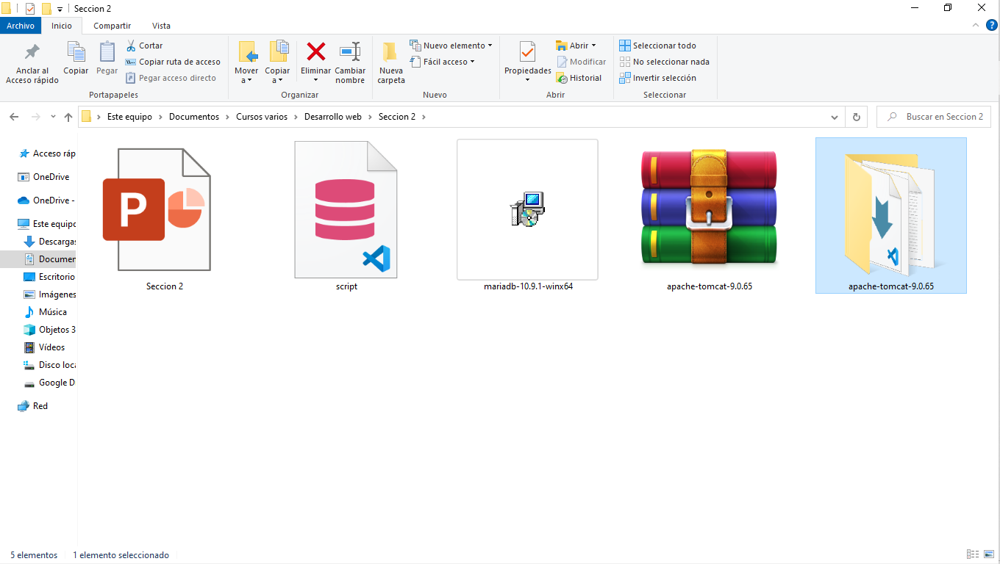 Seccion 2
Archivo
Inicio
Compartir
Vista
Anclar al
Acceso rápido
Copiar
Pegar
Cortar
Copiar ruta de acceso
Pegar acceso directo
Portapapeles
Mover
a
Copiar
a
Eliminar
Cambiar
nombre
Organizar
Nueva
carpeta
Nuevo elemento
Fácil acceso
Nuevo
Propiedades
Abrir
Modificar
Historial
Abrir
Seleccionar todo
No seleccionar nada
Invertir selección
Seleccionar
Este equipo
Documentos
Cursos varios
Desarrollo web
Seccion 2
Buscar en Seccion 2
Acceso ráp
OneDrive
OneDrive -
Este equipo
Descargas
Documen
Escritorio
Imágenes
Música
Objetos 3
Vídeos
Disco loca
Google D
Red
P
Seccion 2
script
mariadb-10.9.1-winx64
apache-tomcat-9.0.65
apache-tomcat-9.0.65
5 elementos
1 elemento seleccionado